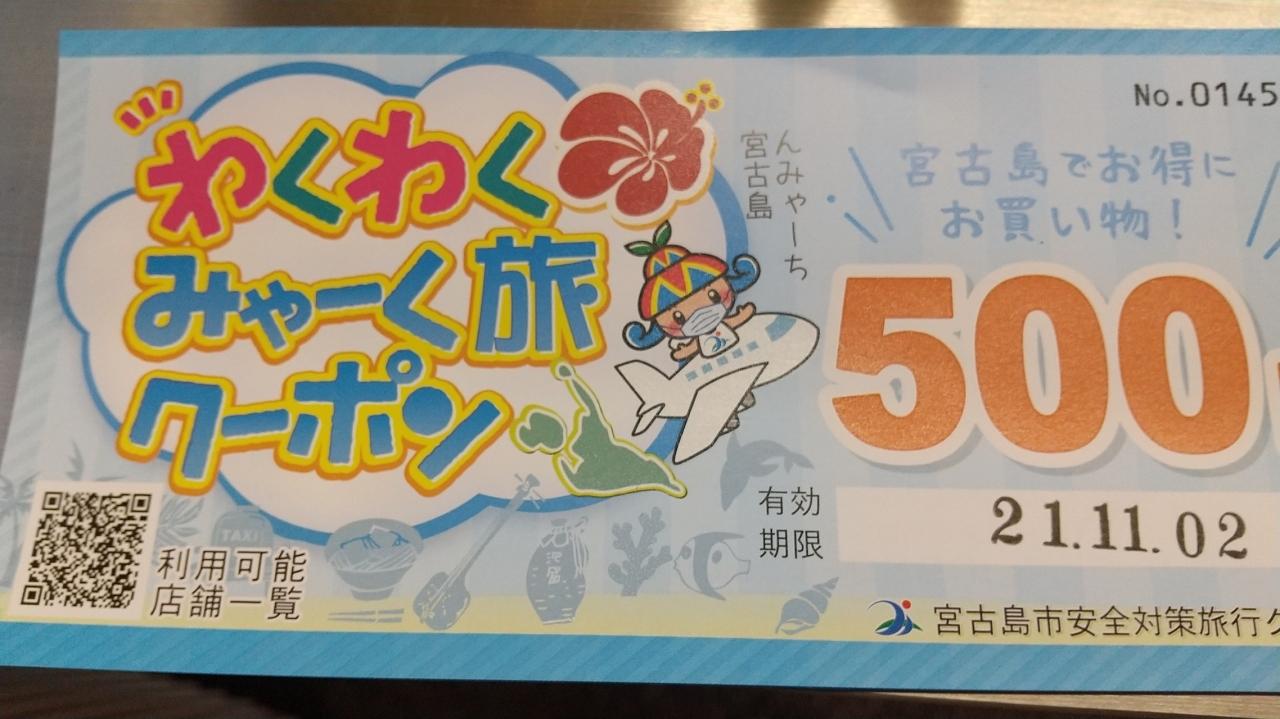 わくわく
みゃーく旅
クーポン
んみゃーち
宮古島
No.0145
宮古島でお得に
お買い物！
500
有効
期限
21.11.02
TAXI
利用可能
店舗一覧
宮古島市安全対策旅行ク